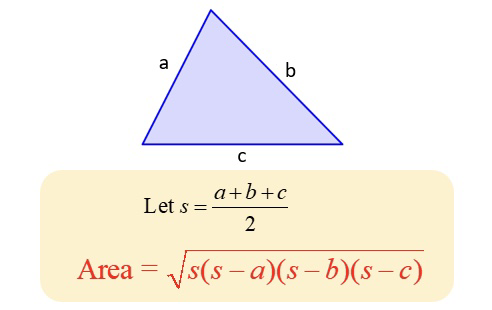 a
b
c
Let s = a+b+c / 2
Area = √s(s−a)(s−b)(s−c)